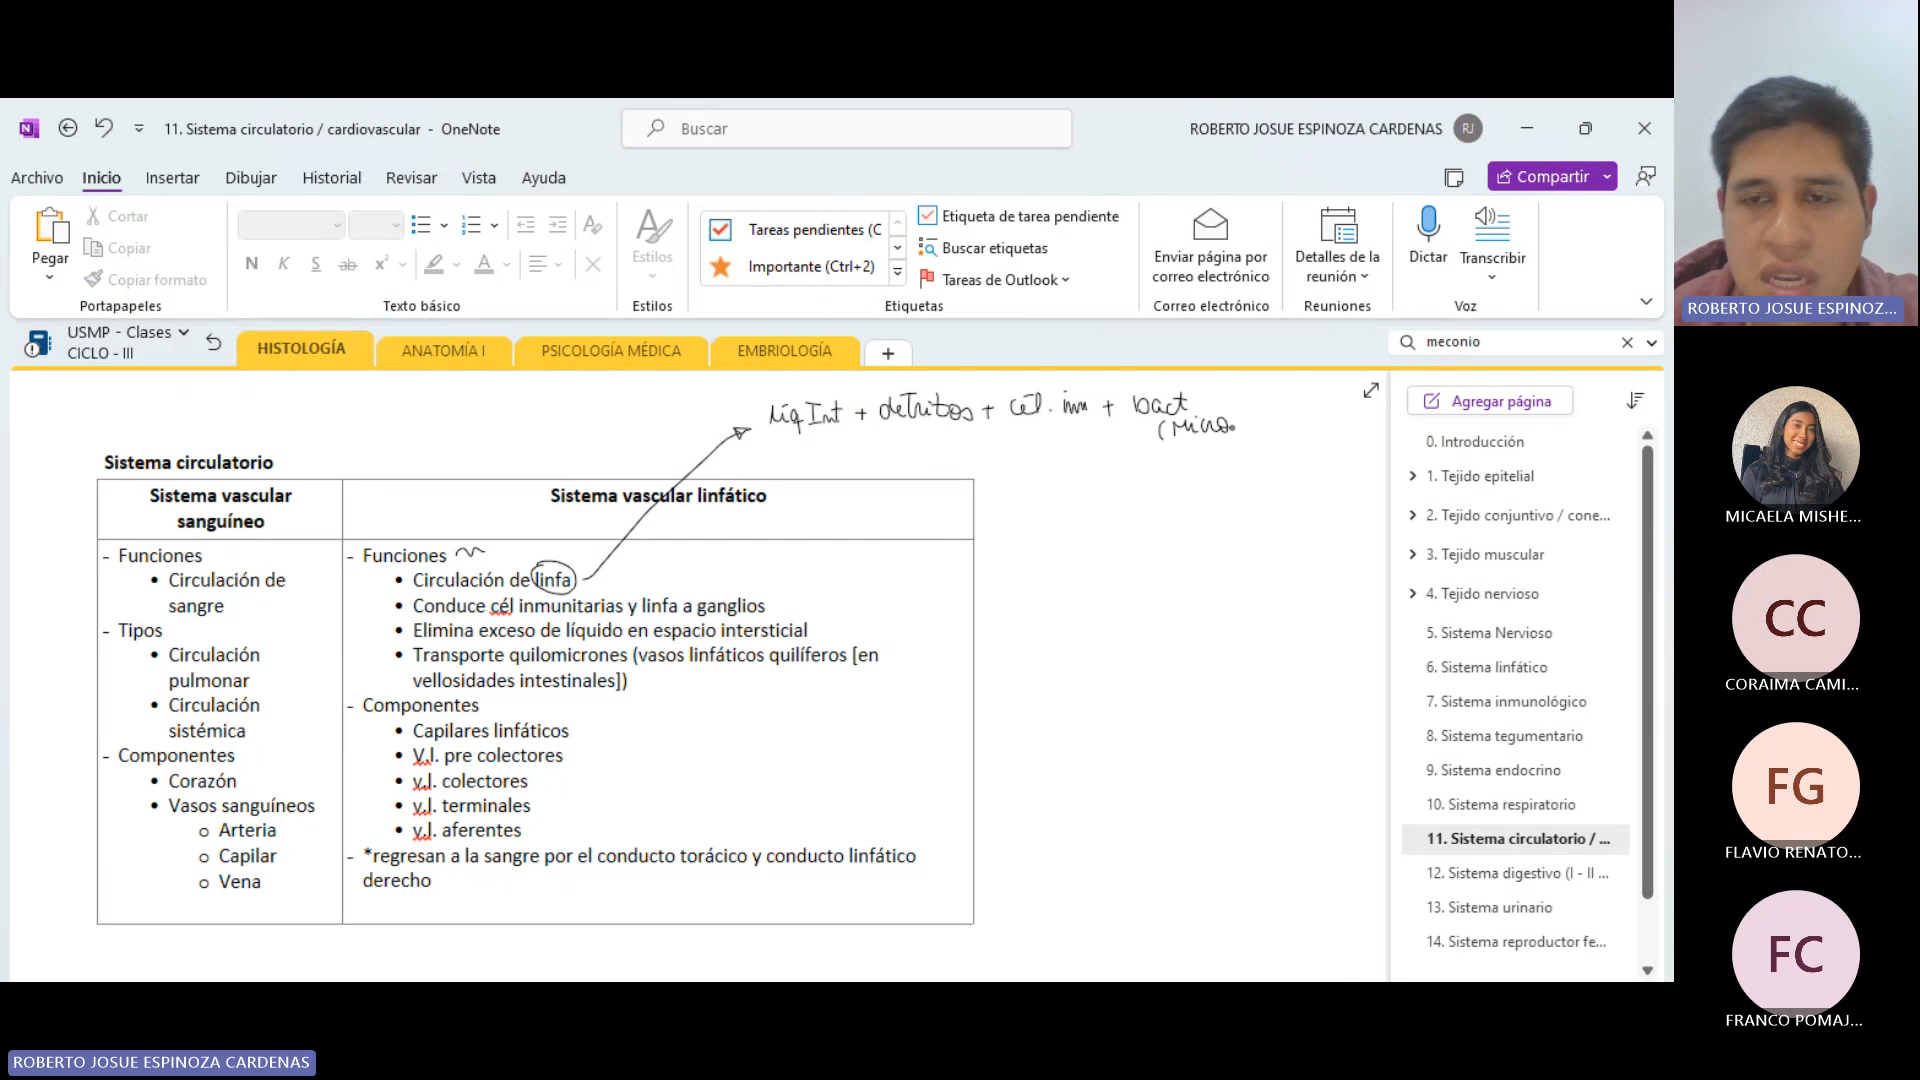 11. Sistema circulatorio / cardiovascular - OneNote
Buscar
ROBERTO JOSUE ESPINOZA CARDENAS RJ
Archivo Inicio Insertar Dibujar Historial Revisar Vista Ayuda
Compartir
Pegar
Cortar
Copiar
Copiar formato
Portapapeles
N K S ab x²
A
Texto básico
Estilos
Estilos
Tareas pendientes (C
Importante (Ctrl+2)
Etiqueta de tarea pendiente
Buscar etiquetas
Tareas de Outlook
Etiquetas
Enviar página por
correo electrónico
Correo electrónico
Detalles de la
reunión
Reuniones
Dictar
Transcribir
Voz
USMP - Clases
CICLO - III
HISTOLOGÍA ANATOMÍA I PSICOLOGÍA MÉDICA EMBRIOLOGÍA +
meconio
liq Int + detritos + cél. inm + bact
(Micro
Sistema circulatorio
Sistema vascular
sanguíneo
- Funciones
• Circulación de
sangre
- Tipos
• Circulación
pulmonar
• Circulación
sistémica
- Componentes
• Corazón
• Vasos sanguíneos
o Arteria
o Capilar
o Vena
Sistema vascular linfático
- Funciones
• Circulación de linfa
• Conduce cél inmunitarias y linfa a ganglios
• Elimina exceso de líquido en espacio intersticial
• Transporte quilomicrones (vasos linfáticos quilíferos [en
vellosidades intestinales])
- Componentes
• Capilares linfáticos
• V.l. pre colectores
• v.l. colectores
• v.l. terminales
• v.l. aferentes
- *regresan a la sangre por el conducto torácico y conducto linfático
derecho
Agregar página
0. Introducción
1. Tejido epitelial
2. Tejido conjuntivo / cone...
3. Tejido muscular
4. Tejido nervioso
5. Sistema Nervioso
6. Sistema linfático
7. Sistema inmunológico
8. Sistema tegumentario
9. Sistema endocrino
10. Sistema respiratorio
11. Sistema circulatorio / ...
12. Sistema digestivo (I - II ...
13. Sistema urinario
14. Sistema reproductor fe...
ROBERTO JOSUE ESPINOZ...
MICAELA MISHE...
CC
CORAIMA CAMI...
FG
FLAVIO RENATO...
FC
FRANCO POMAJ...
ROBERTO JOSUE ESPINOZA CARDENAS